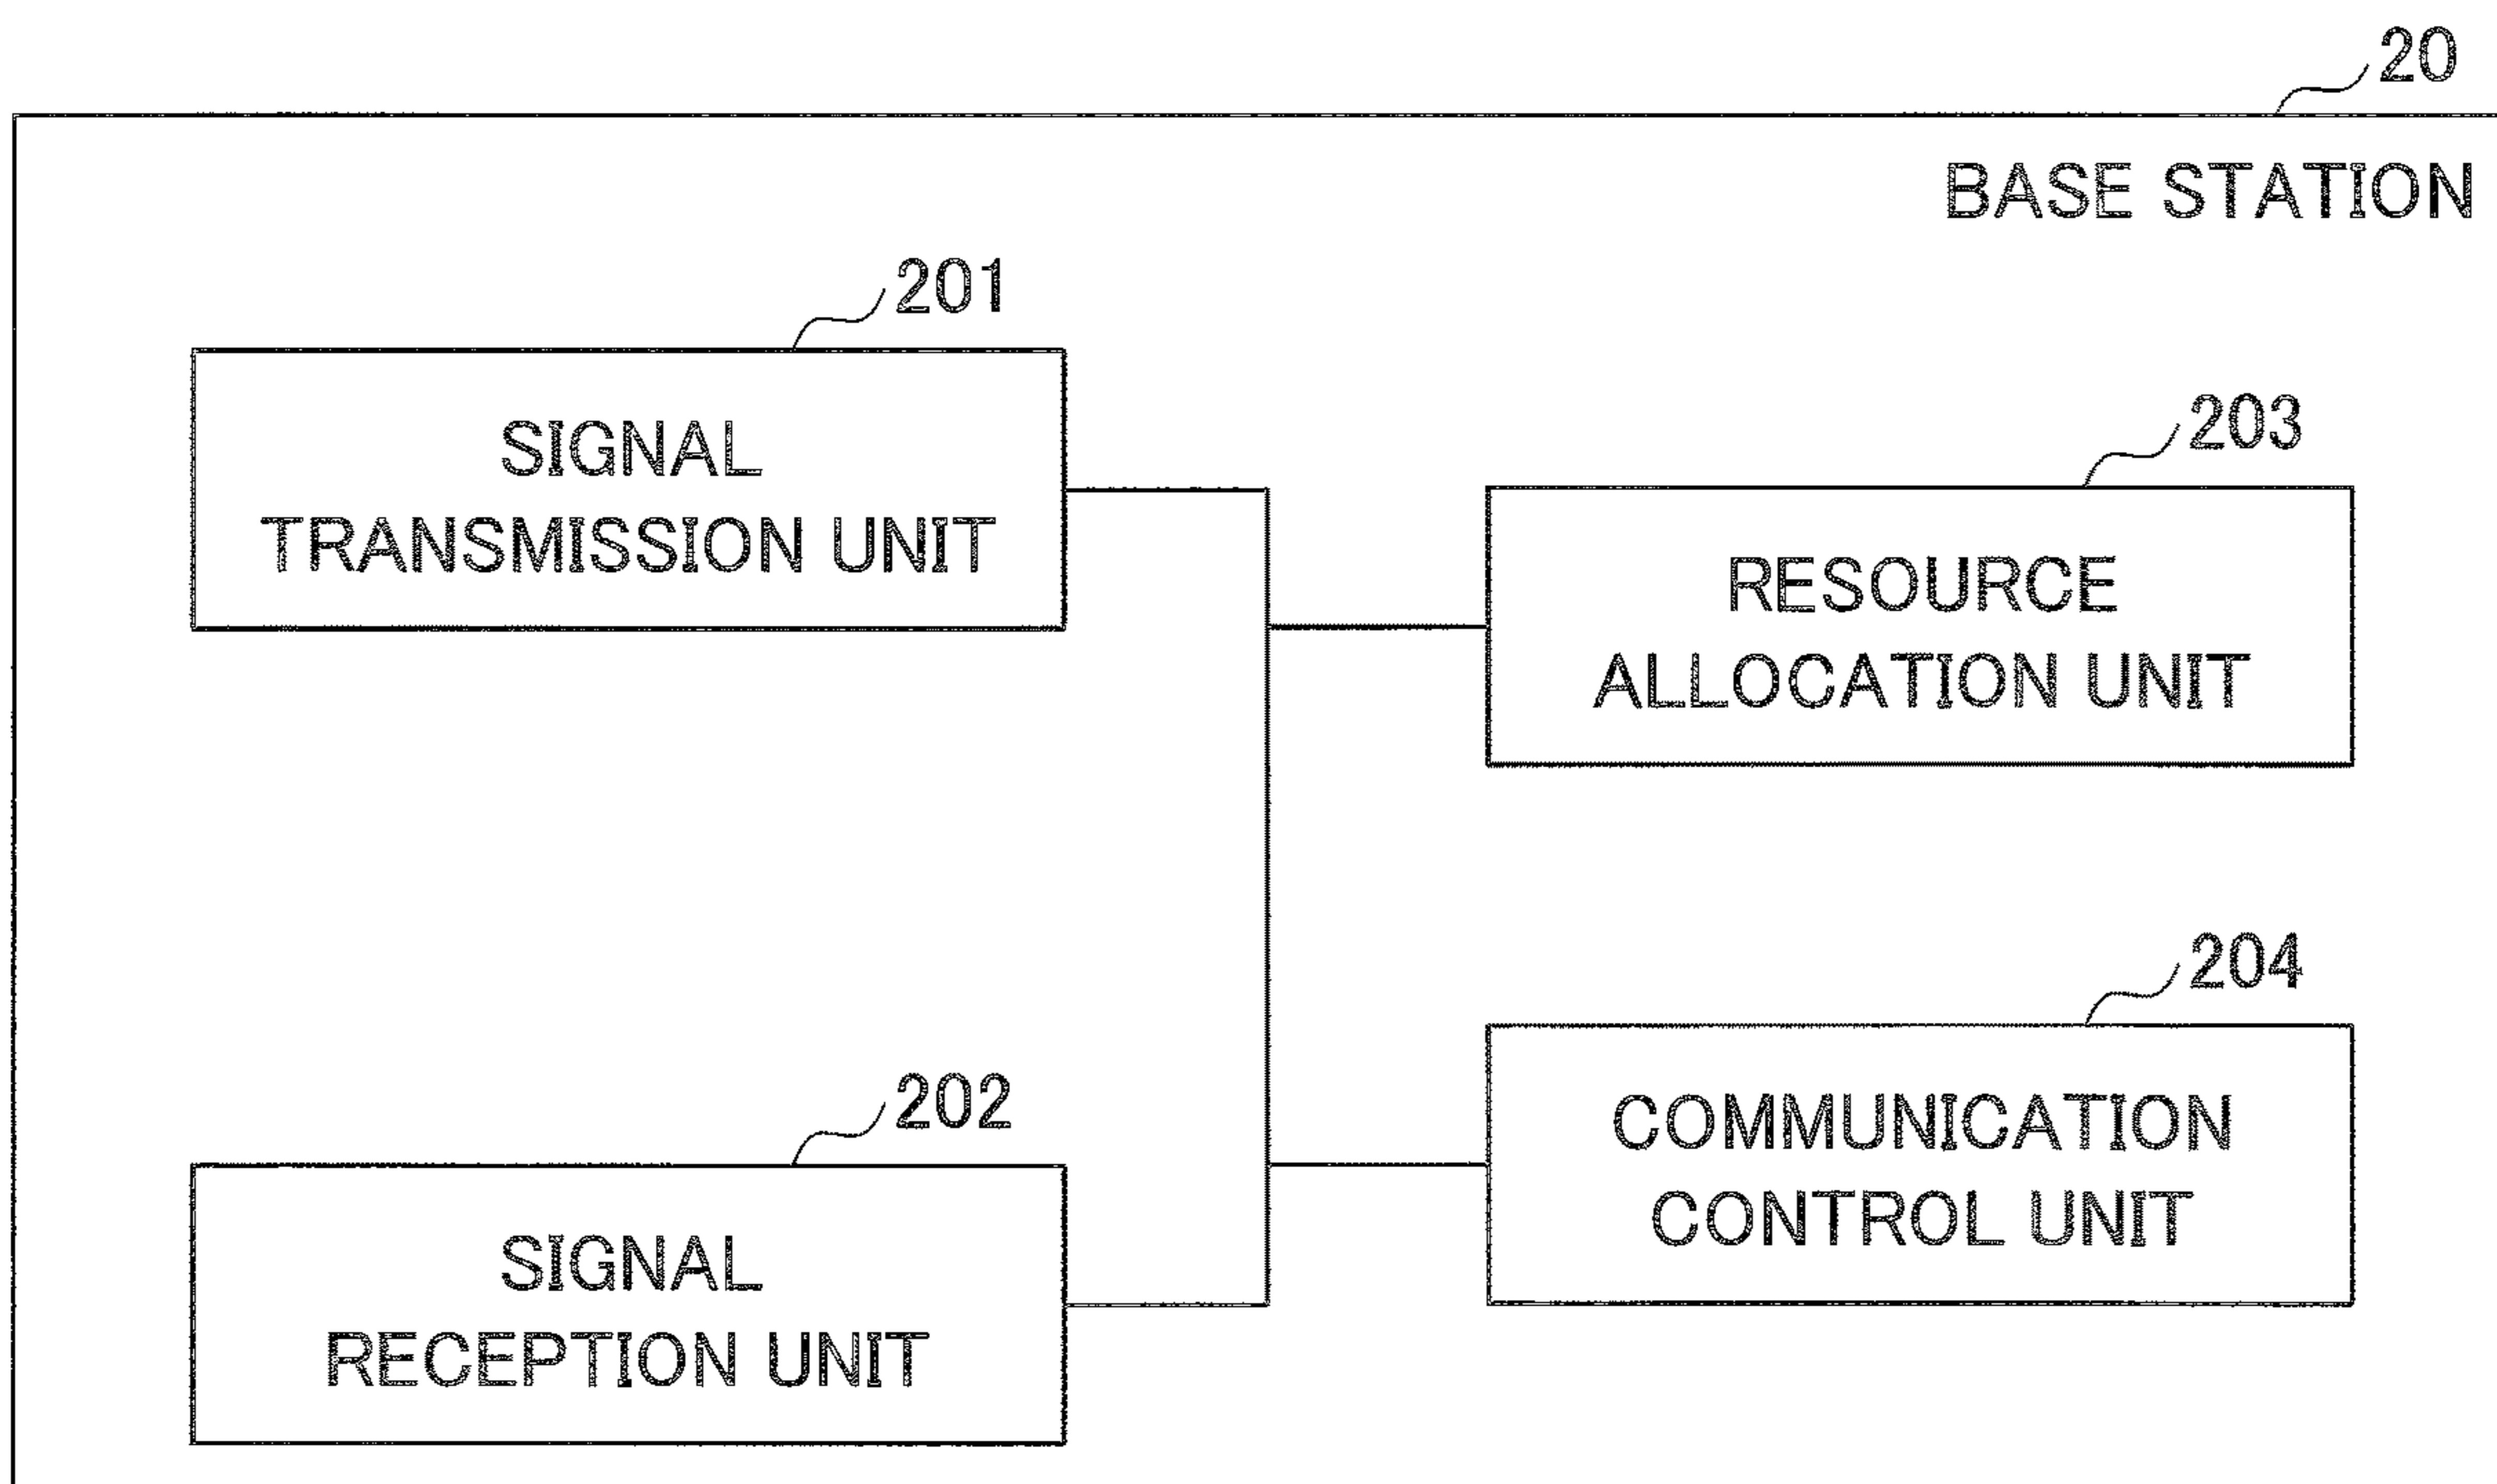 20
BASE STATION
201
SIGNAL
TRANSMISSION UNIT
203
RESOURCE
ALLOCATION UNIT
204
COMMUNICATION
CONTROL UNIT
202
SIGNAL
RECEPTION UNIT